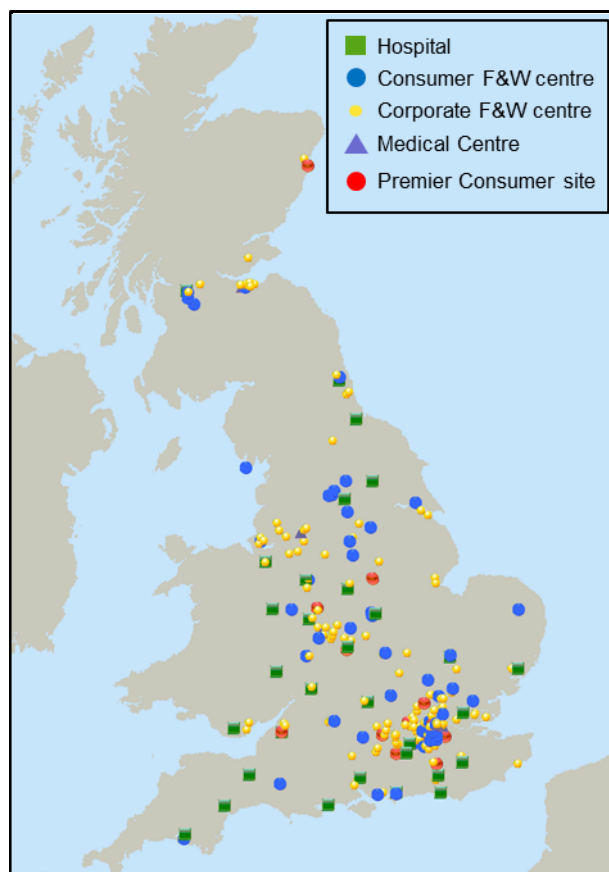 Hospital
Consumer F&W centre
Corporate F&W centre
Medical Centre
Premier Consumer site